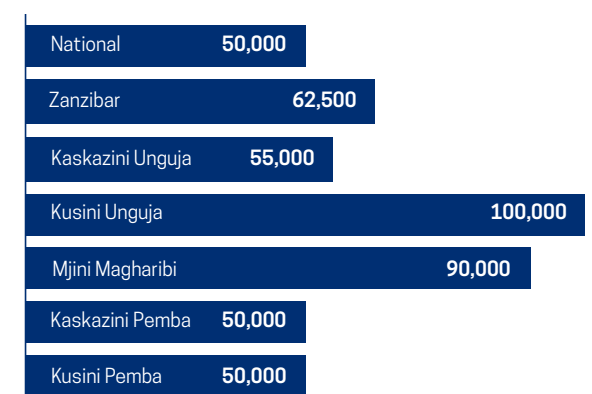 National 50,000
Zanzibar 62,500
Kaskazini Unguja 55,000
Kusini Unguja 100,000
Mjini Magharibi 90,000
Kaskazini Pemba 50,000
Kusini Pemba 50,000